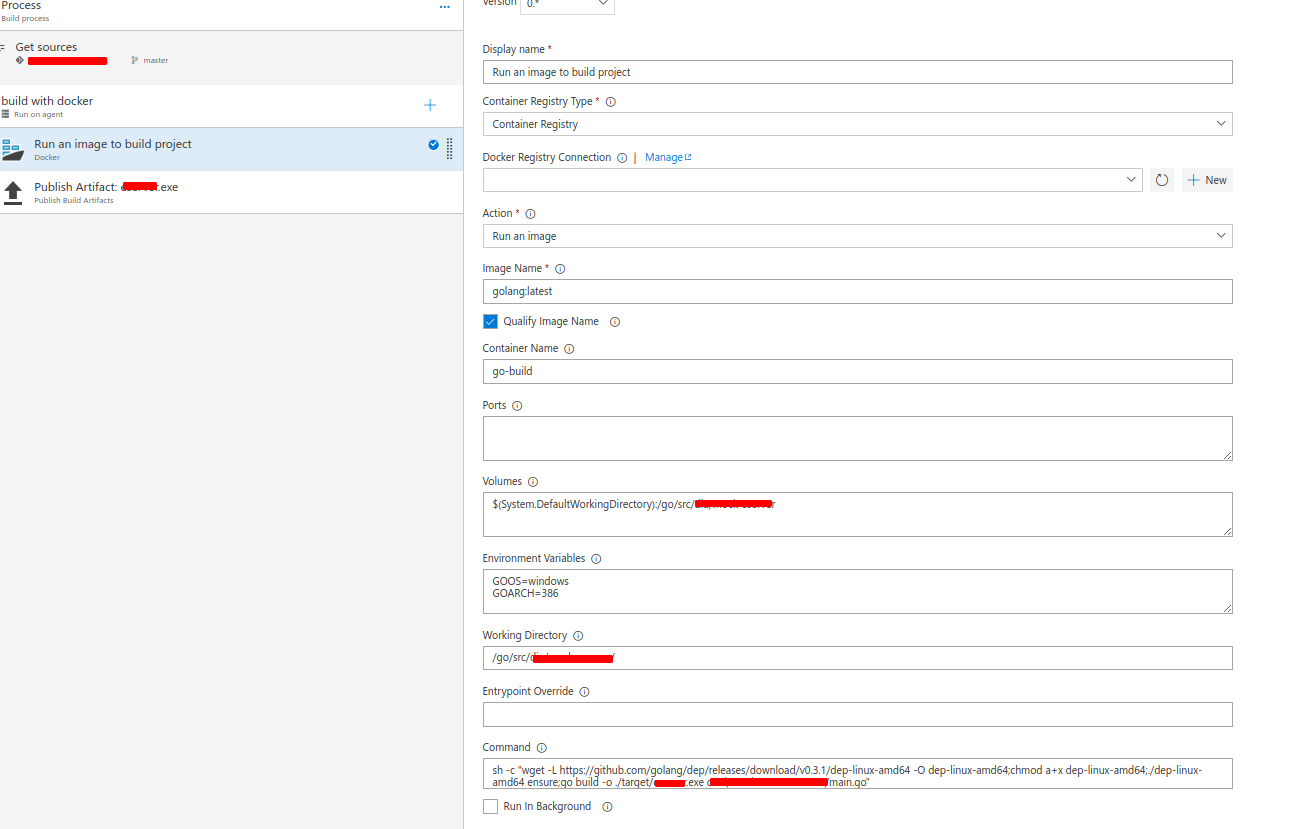 Process
Build process
Get sources
master
build with docker
Run on agent
Run an image to build project
Docker
Publish Artifact: .exe
Publish Build Artifacts
Version 0.*
Display name *
Run an image to build project
Container Registry Type *
Container Registry
Docker Registry Connection | Manage
New
Action *
Run an image
Image Name *
golang:latest
Qualify Image Name
Container Name
go-build
Ports
Volumes
$(System.DefaultWorkingDirectory):/go/src/
Environment Variables
GOOS=windows
GOARCH=386
Working Directory
/go/src/
Entrypoint Override
Command
sh -c "wget -L https://github.com/golang/dep/releases/download/v0.3.1/dep-linux-amd64 -O dep-linux-amd64;chmod a+x dep-linux-amd64;./dep-linux-
amd64 ensure;go build -o ./target/ .exe /main.go"
Run In Background